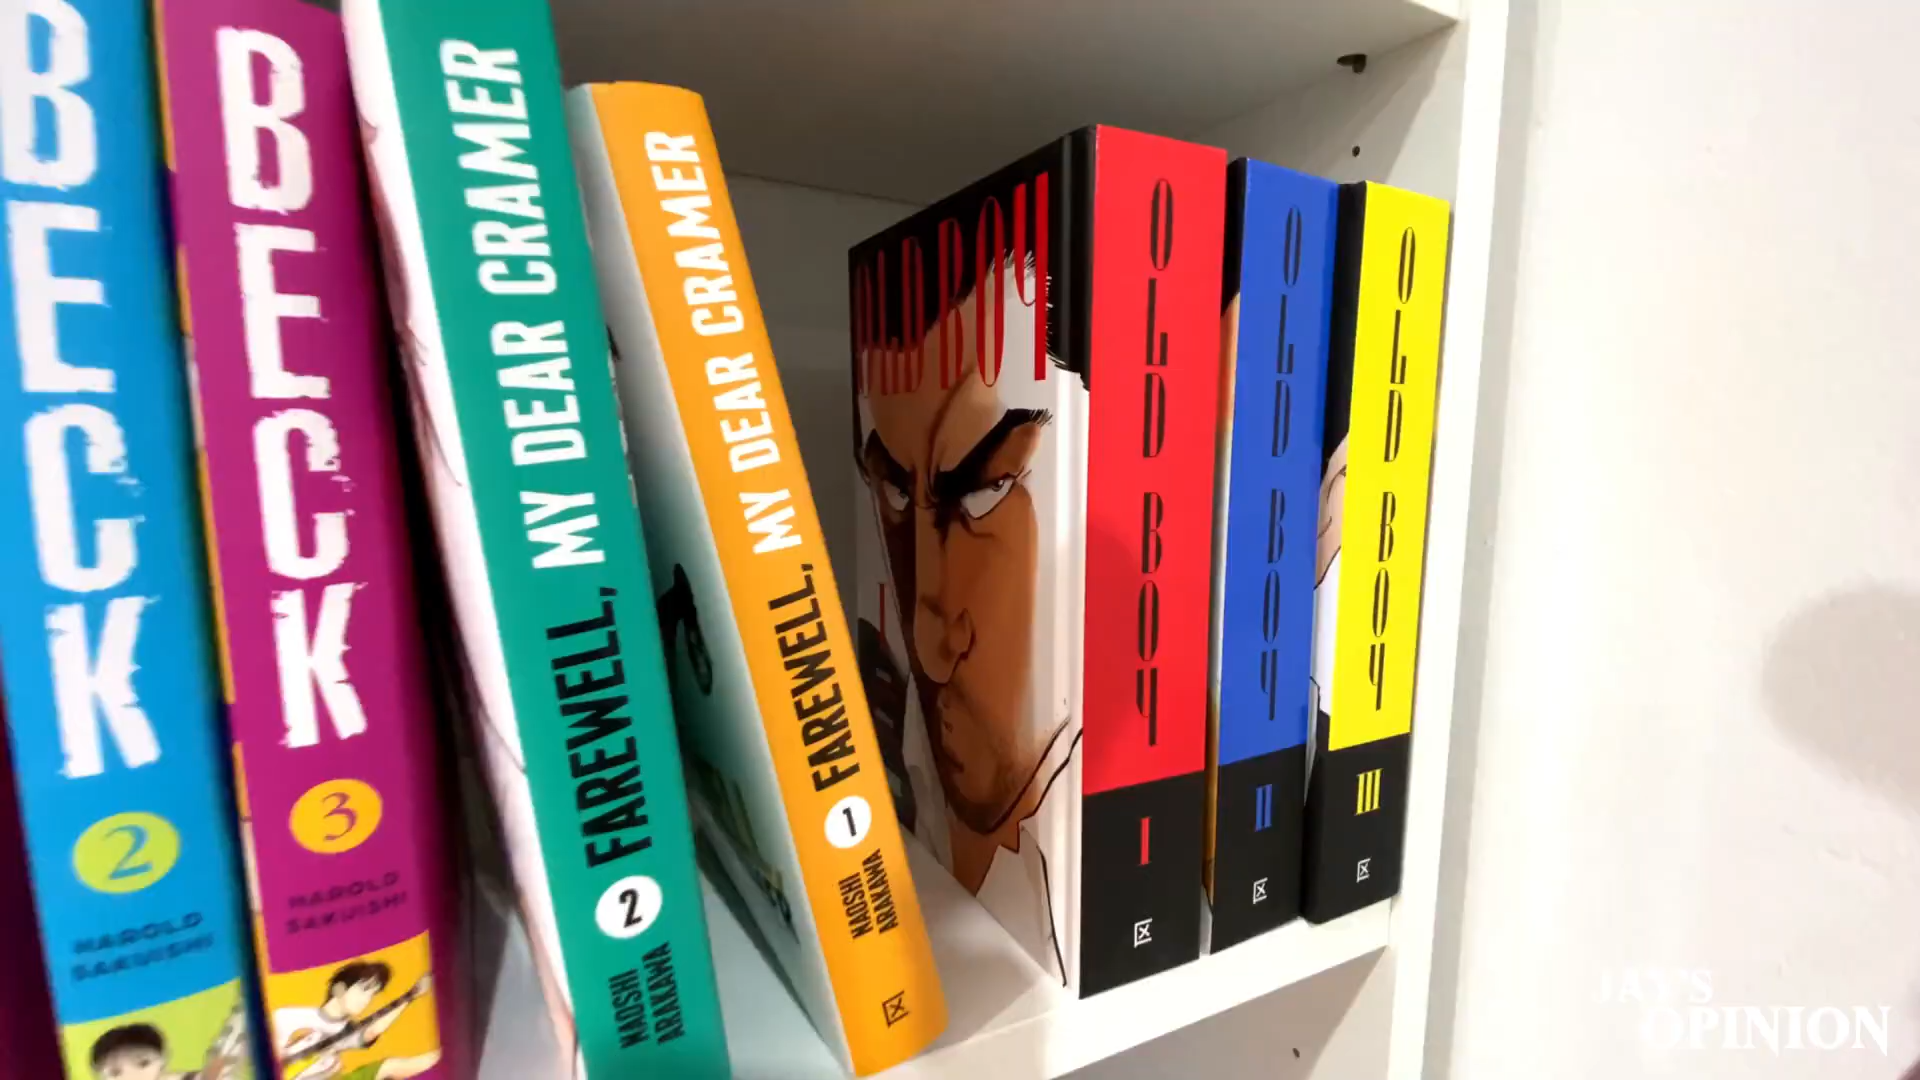 BECK
2
HAROLD
SAKUISHI
BECK
3
HAROLD
SAKUISHI
FAREWELL, MY DEAR CRAMER
2
NAOSHI
ARAKAWA
FAREWELL, MY DEAR CRAMER
1
NAOSHI
ARAKAWA
OLDBOY
I
OLD BOY
I
OLD BOY
II
OLD BOY
III
JAY'S
OPINION